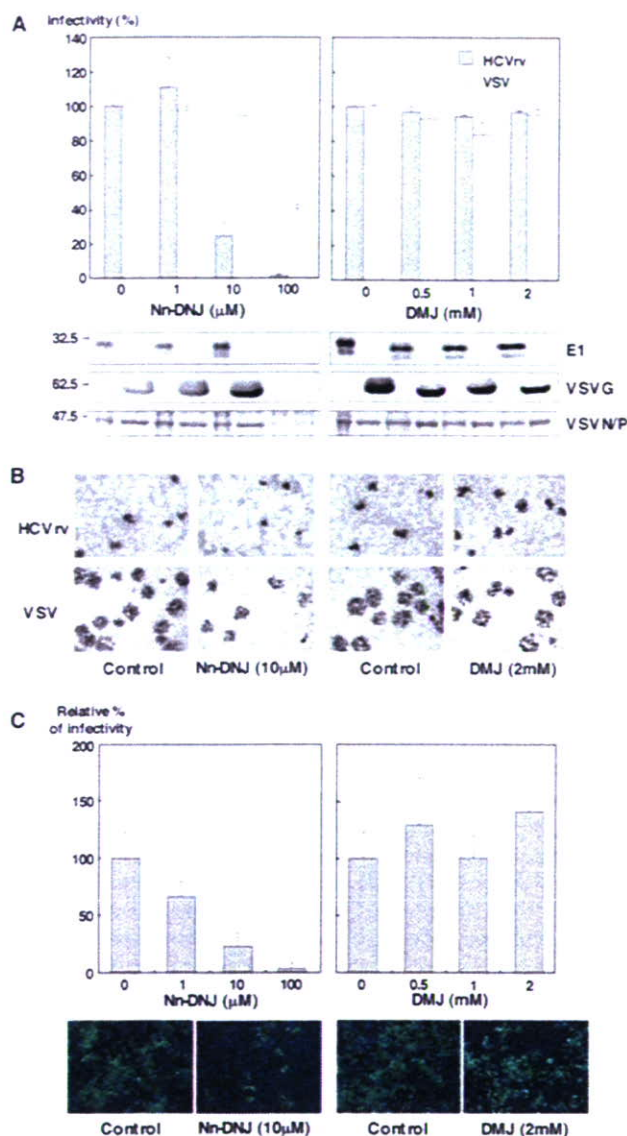 A
Infectivity (%)
140
120
100
80
60
40
20
0
HCVrv
VSV
0 1 10 100
Nn-DNJ (μM)
0 0.5 1 2
DMJ (mM)
32.5
E1
62.5
VSV G
47.5
VSV N/P
B
HCVrv
VSV
Control Nn-DNJ (10μM) Control DMJ (2mM)
C
Relative %
of infectivity
200
150
100
50
0
0 1 10 100
Nn-DNJ (μM)
0 0.5 1 2
DMJ (mM)
Control Nn-DNJ (10μM) Control DMJ (2mM)